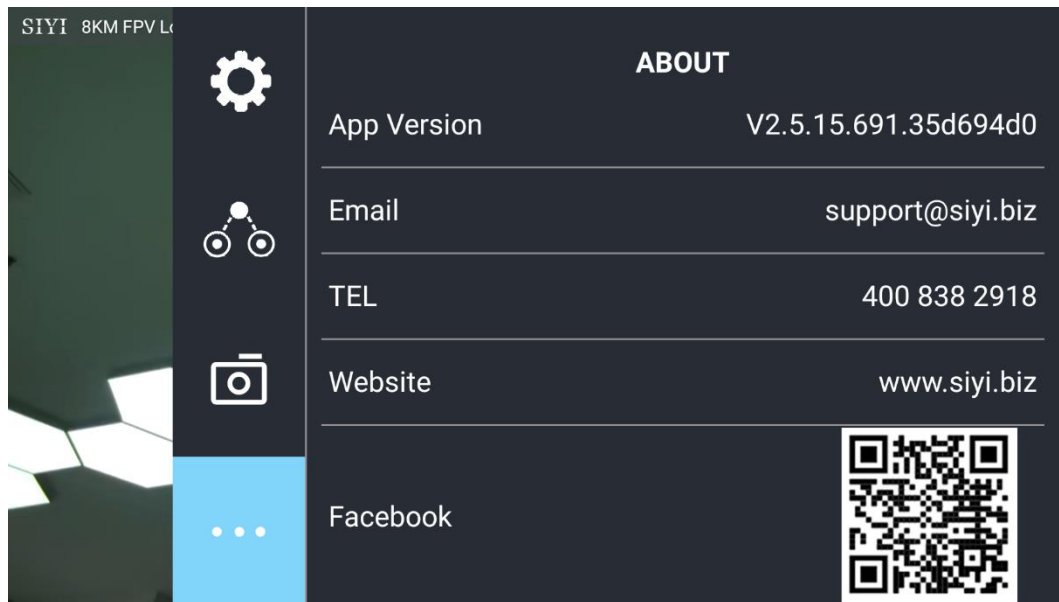 SIYI 8KM FPV
ABOUT
App Version V2.5.15.691.35d694d0
Email support@siyi.biz
TEL 400 838 2918
Website www.siyi.biz
Facebook